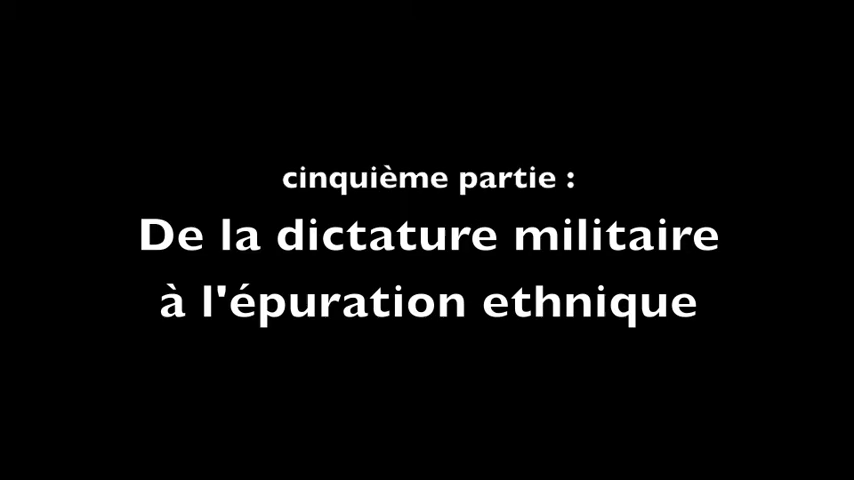 cinquième partie :
De la dictature militaire
à l'épuration ethnique